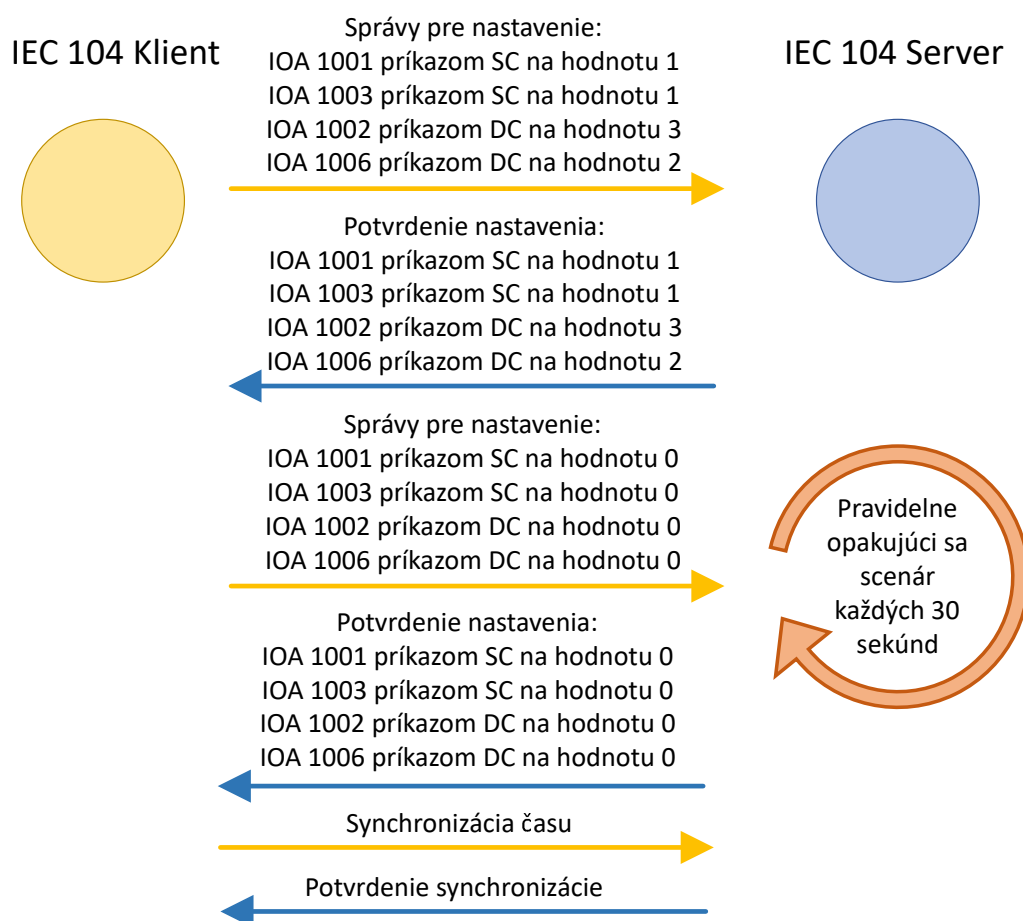 IEC 104 Klient
Správy pre nastavenie:
IOA 1001 príkazom SC na hodnotu 1
IOA 1003 príkazom SC na hodnotu 1
IOA 1002 príkazom DC na hodnotu 3
IOA 1006 príkazom DC na hodnotu 2
IEC 104 Server
Potvrdenie nastavenia:
IOA 1001 príkazom SC na hodnotu 1
IOA 1003 príkazom SC na hodnotu 1
IOA 1002 príkazom DC na hodnotu 3
IOA 1006 príkazom DC na hodnotu 2
Správy pre nastavenie:
IOA 1001 príkazom SC na hodnotu 0
IOA 1003 príkazom SC na hodnotu 0
IOA 1002 príkazom DC na hodnotu 0
IOA 1006 príkazom DC na hodnotu 0
Pravidelne
opakujúci sa
scenár
každých 30
sekúnd
Potvrdenie nastavenia:
IOA 1001 príkazom SC na hodnotu 0
IOA 1003 príkazom SC na hodnotu 0
IOA 1002 príkazom DC na hodnotu 0
IOA 1006 príkazom DC na hodnotu 0
Synchronizácia času
Potvrdenie synchronizácie